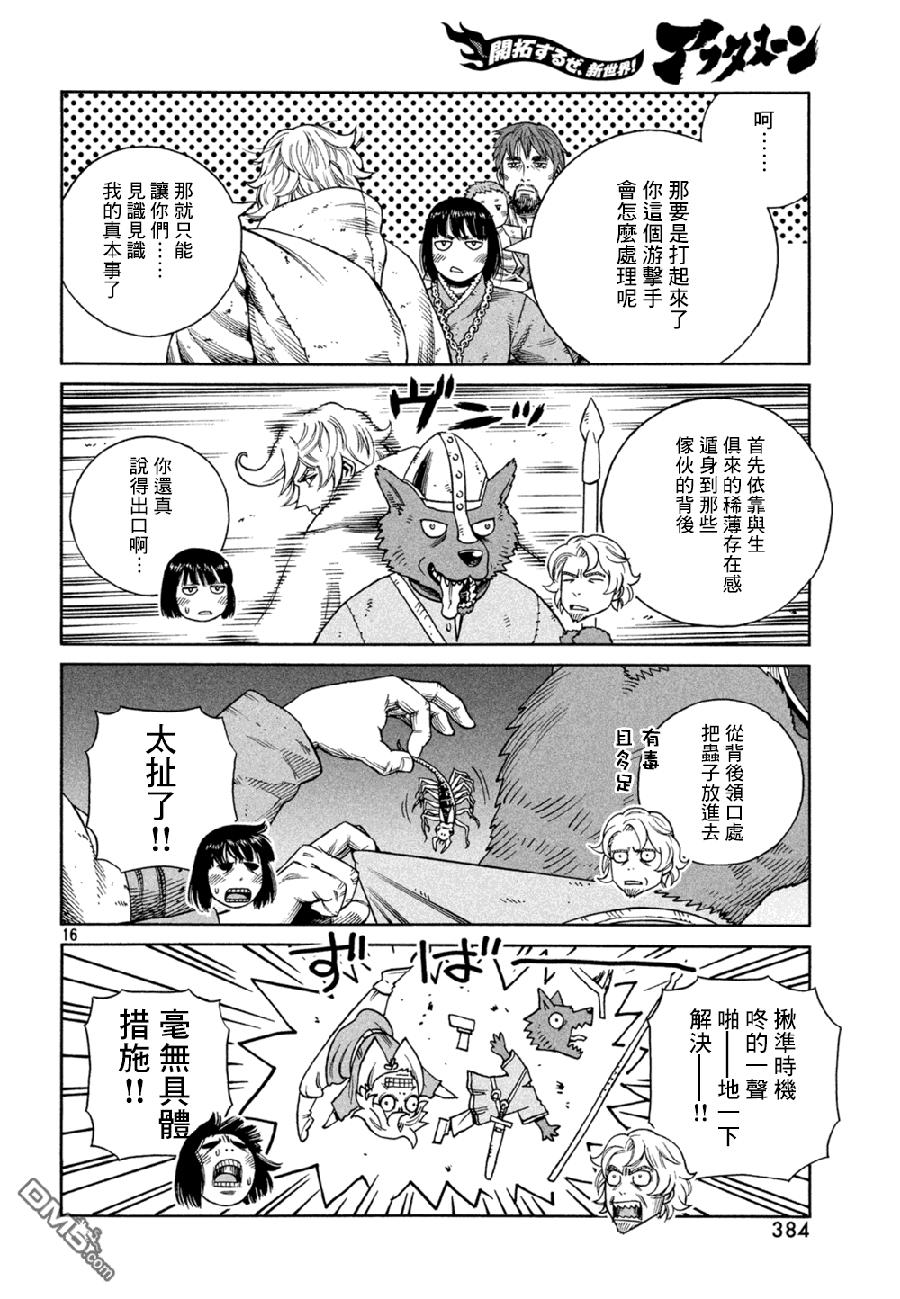 開拓するぜ、新世界!
アフタヌーン
呵……
那要是打起來了
你這個游擊手
會怎麼處理呢
那就只能
讓你們……
見識見識
我的真本事了
ヴンッ
首先依靠與生
俱來的稀薄存在感
遁身到那些
傢伙的背後
你還真
說得出口啊…
從背後領口處
把蟲子放進去
有毒
且多足
太扯了!!
16
ずばーー
揪準時機
咚的一聲
啪——地一下
解決——!!
毫無具體
措施!!
384